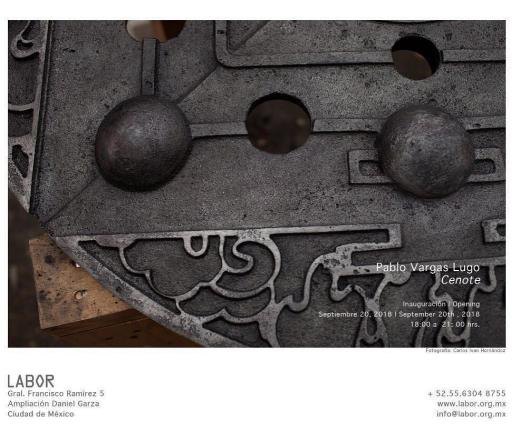 Pablo Vargas Lugo
Cenote
Inauguración | Opening
Septiembre 20, 2018 | September 20th , 2018
18:00 a 21: 00 hrs.
Fotografía: Carlos Iván Hernández
LABOR
Gral. Francisco Ramírez 5
Ampliación Daniel Garza
Ciudad de México
+ 52.55.6304 8755
www.labor.org.mx
info@labor.org.mx